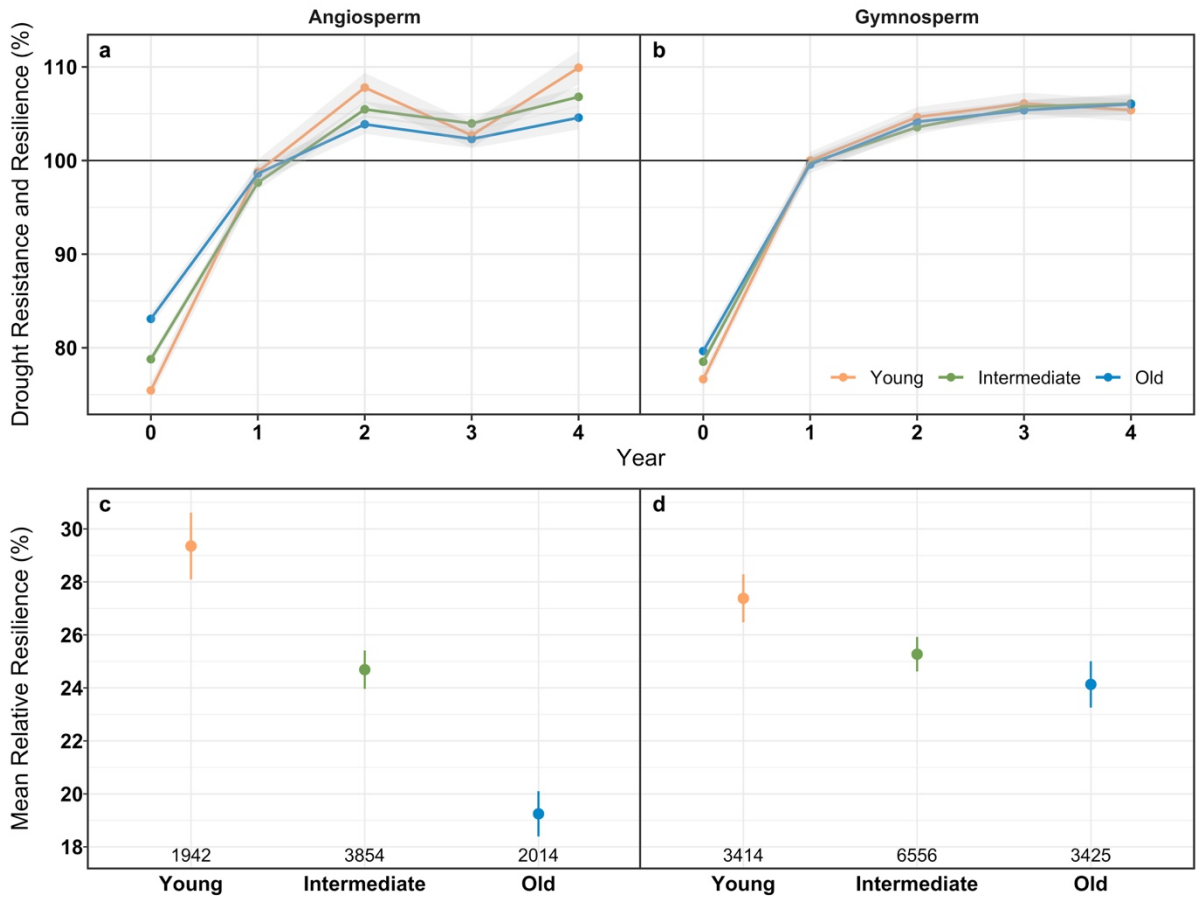 Angiosperm
Gymnosperm
Drought Resistance and Resilience (%)
a
b
110
100
90
80
Young
Intermediate
Old
0
1
2
3
4
0
1
2
3
4
Year
Mean Relative Resilience (%)
c
d
30
28
26
24
22
20
18
1942
3854
2014
3414
6556
3425
Young
Intermediate
Old
Young
Intermediate
Old